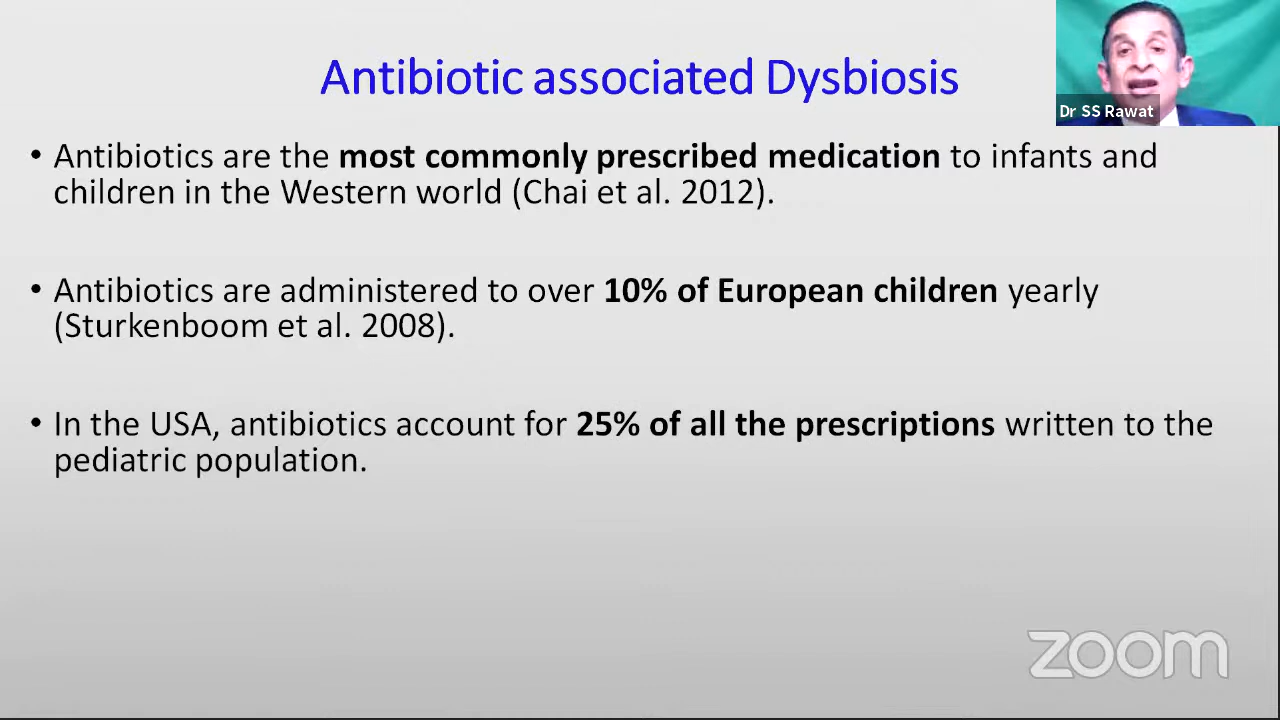 Antibiotic associated Dysbiosis
Dr SS Rawat
• Antibiotics are the most commonly prescribed medication to infants and
children in the Western world (Chai et al. 2012).
• Antibiotics are administered to over 10% of European children yearly
(Sturkenboom et al. 2008).
• In the USA, antibiotics account for 25% of all the prescriptions written to the
pediatric population.
zoom